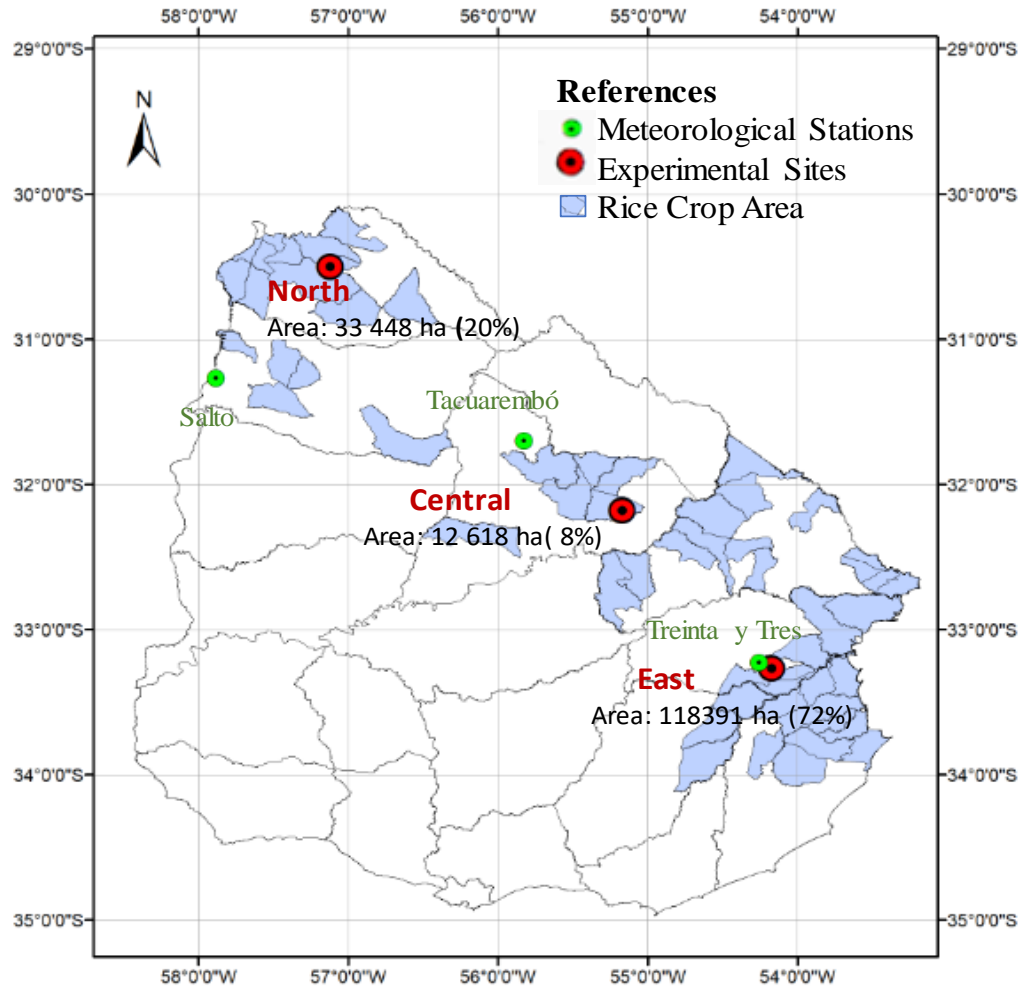 58°0'0"W 57°0'0"W 56°0'0"W 55°0'0"W 54°0'0"W
29°0'0"S 29°0'0"S
N
References
Meteorological Stations
Experimental Sites
Rice Crop Area
30°0'0"S 30°0'0"S
North
Area: 33 448 ha (20%)
31°0'0"S 31°0'0"S
Salto
Tacuarembó
32°0'0"S 32°0'0"S
Central
Area: 12 618 ha( 8%)
33°0'0"S 33°0'0"S
Treinta y Tres
East
Area: 118391 ha (72%)
34°0'0"S 34°0'0"S
35°0'0"S 35°0'0"S
58°0'0"W 57°0'0"W 56°0'0"W 55°0'0"W 54°0'0"W